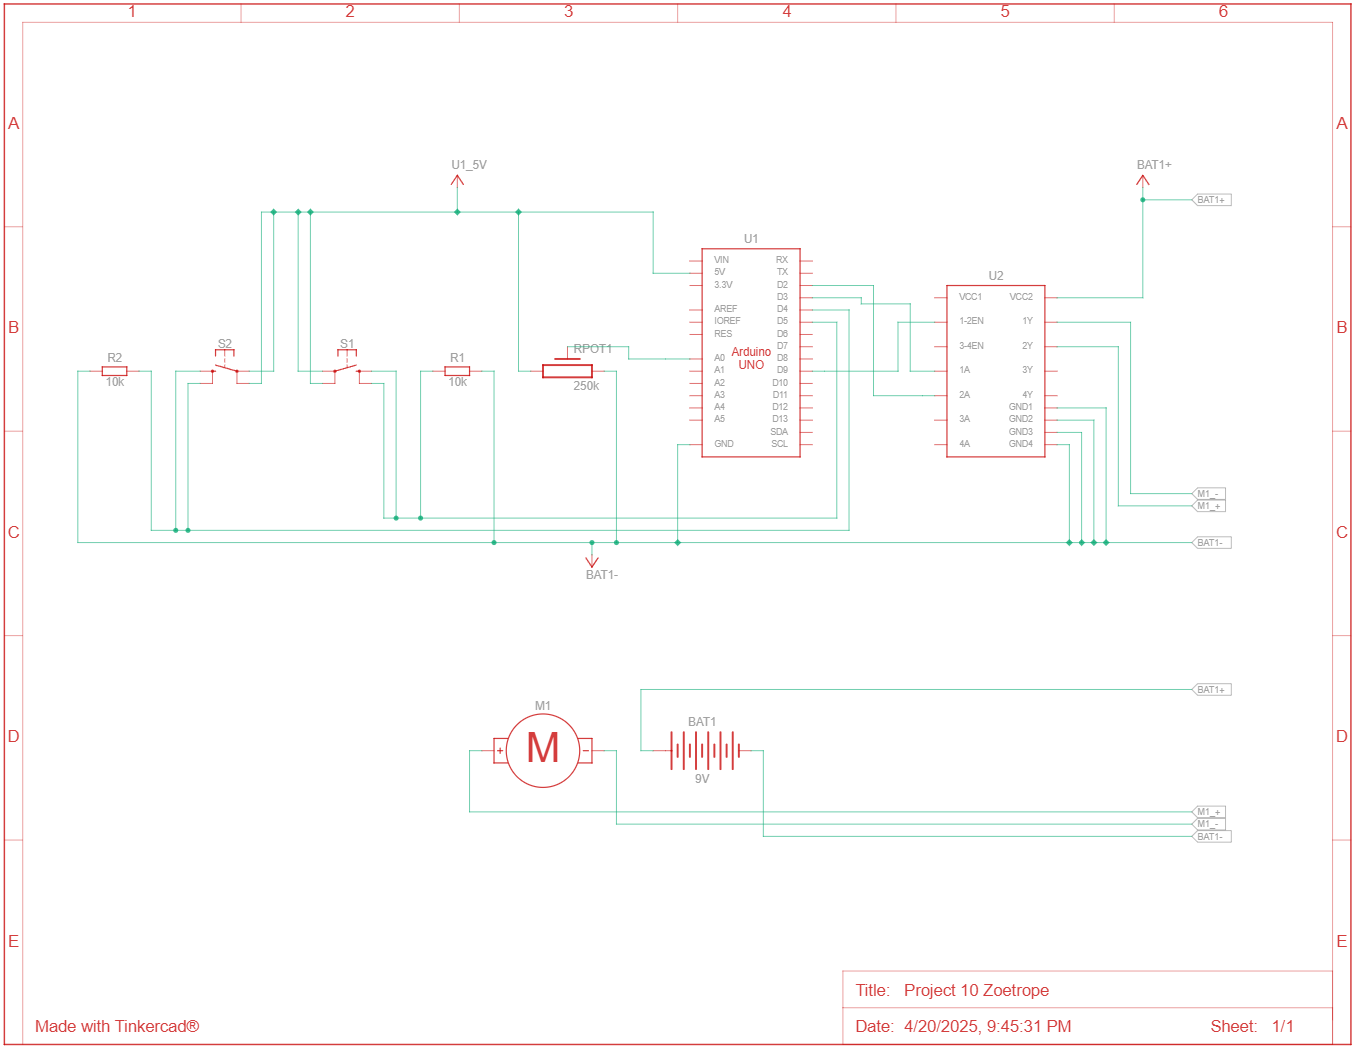 1 2 3 4 5 6
A A
U1_5V BAT1+
BAT1+
B B
U1
VIN RX
5V TX
3.3V D2
D3
AREF D4
IOREF D5
RES D6
D7
A0 D8
A1 D9
A2 D10
A3 D11
A4 D12
A5 D13
SDA
GND SCL
Arduino
UNO
U2
VCC1 VCC2
1-2EN 1Y
3-4EN 2Y
1A 3Y
2A 4Y
GND1
3A GND2
GND3
4A GND4
R2
10k
S2
S1
R1
10k
RPOT1
250k
M1_-
M1_+
C C
BAT1-
BAT1-
BAT1+
M1
+ M -
BAT1
9V
D D
M1_+
M1_-
BAT1-
E E
Title: Project 10 Zoetrope
Made with Tinkercad®
Date: 4/20/2025, 9:45:31 PM Sheet: 1/1